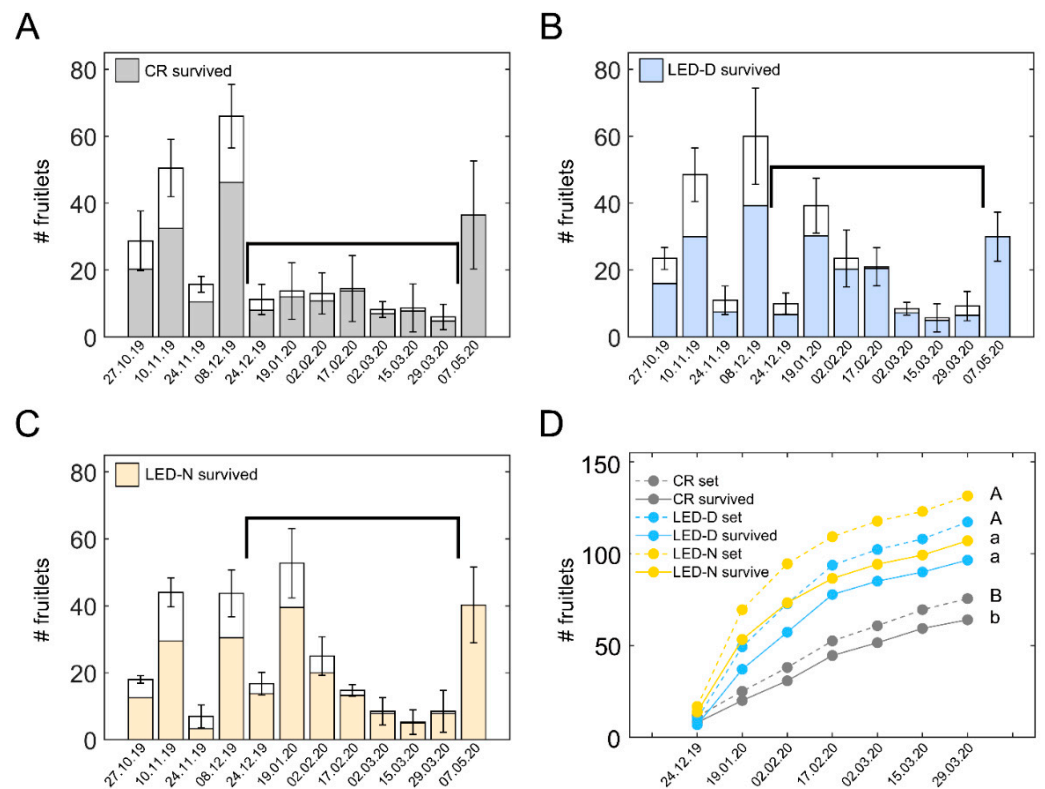 A
80
60
40
20
0
# fruitlets
CR survived
27.10.19
10.11.19
24.11.19
08.12.19
24.12.19
19.01.20
02.02.20
17.02.20
02.03.20
15.03.20
29.03.20
07.05.20
B
80
60
40
20
0
# fruitlets
LED-D survived
27.10.19
10.11.19
24.11.19
08.12.19
24.12.19
19.01.20
02.02.20
17.02.20
02.03.20
15.03.20
29.03.20
07.05.20
C
80
60
40
20
0
# fruitlets
LED-N survived
27.10.19
10.11.19
24.11.19
08.12.19
24.12.19
19.01.20
02.02.20
17.02.20
02.03.20
15.03.20
29.03.20
07.05.20
D
150
100
50
0
# fruitlets
CR set
CR survived
LED-D set
LED-D survived
LED-N set
LED-N survive
A
A
a
a
B
b
24.12.19
19.01.20
02.02.20
17.02.20
02.03.20
15.03.20
29.03.20